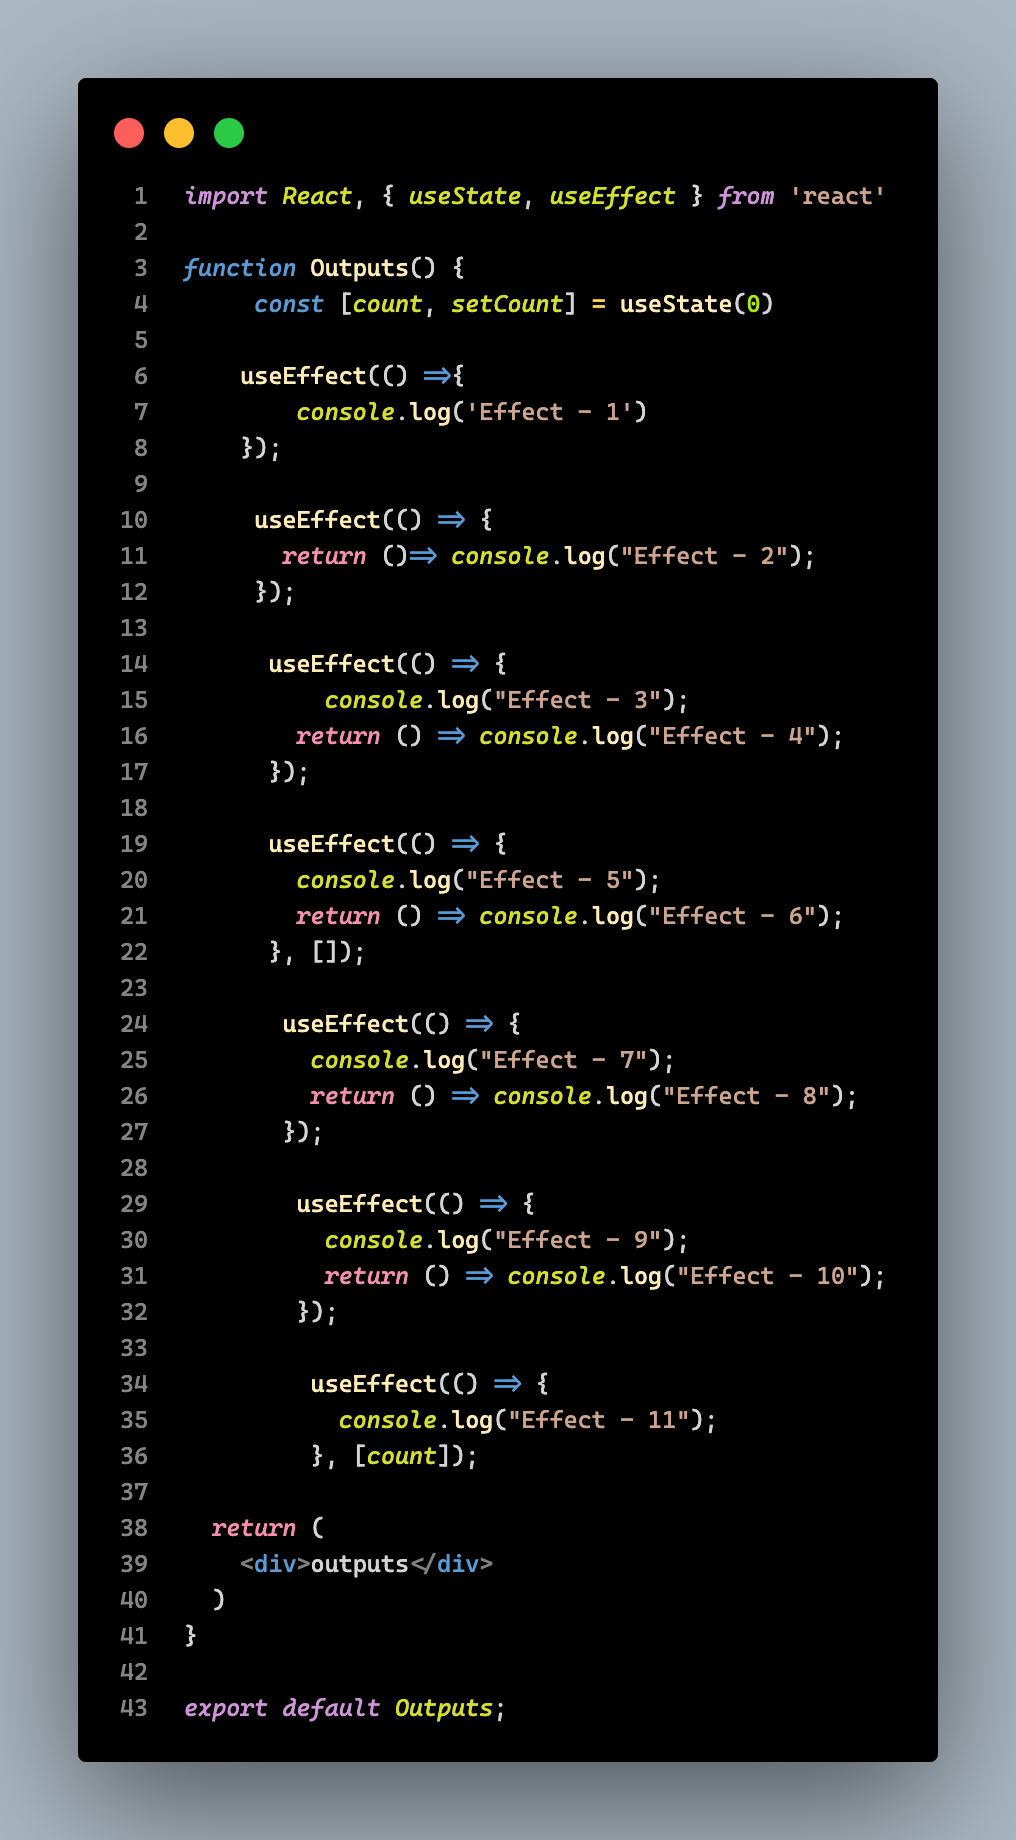 1 import React, { useState, useEffect } from 'react'
2
3 function Outputs() {
4 const [count, setCount] = useState(0)
5
6 useEffect(() =>{
7 console.log('Effect - 1')
8 });
9
10 useEffect(() => {
11 return ()=> console.log("Effect - 2");
12 });
13
14 useEffect(() => {
15 console.log("Effect - 3");
16 return () => console.log("Effect - 4");
17 });
18
19 useEffect(() => {
20 console.log("Effect - 5");
21 return () => console.log("Effect - 6");
22 }, []);
23
24 useEffect(() => {
25 console.log("Effect - 7");
26 return () => console.log("Effect - 8");
27 });
28
29 useEffect(() => {
30 console.log("Effect - 9");
31 return () => console.log("Effect - 10");
32 });
33
34 useEffect(() => {
35 console.log("Effect - 11");
36 }, [count]);
37
38 return (
39 <div>outputs</div>
40 )
41 }
42
43 export default Outputs;